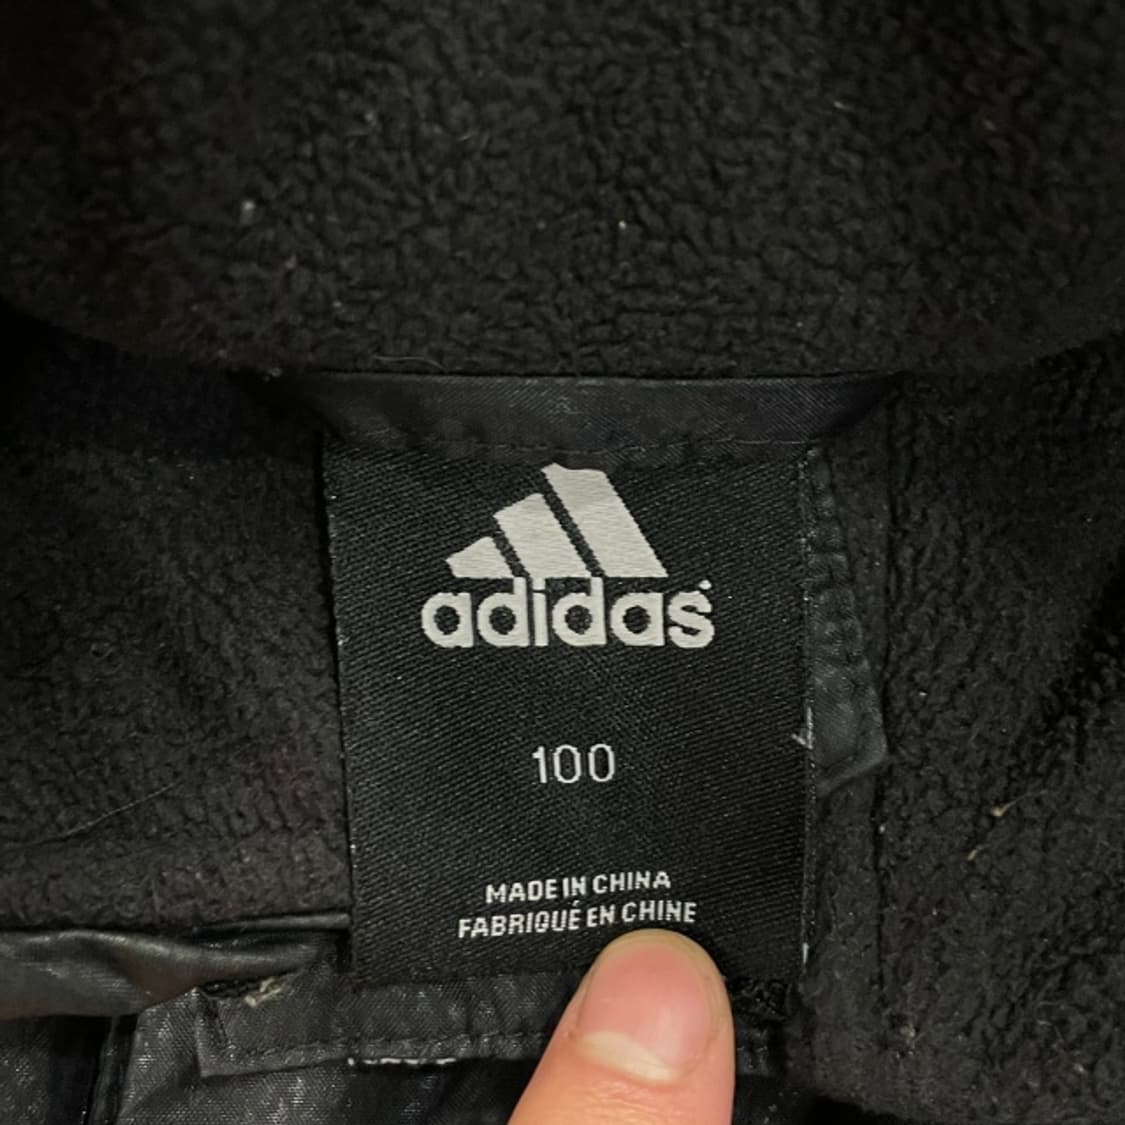 adidas
100
MADE IN CHINA
FABRIQUÉ EN CHINE